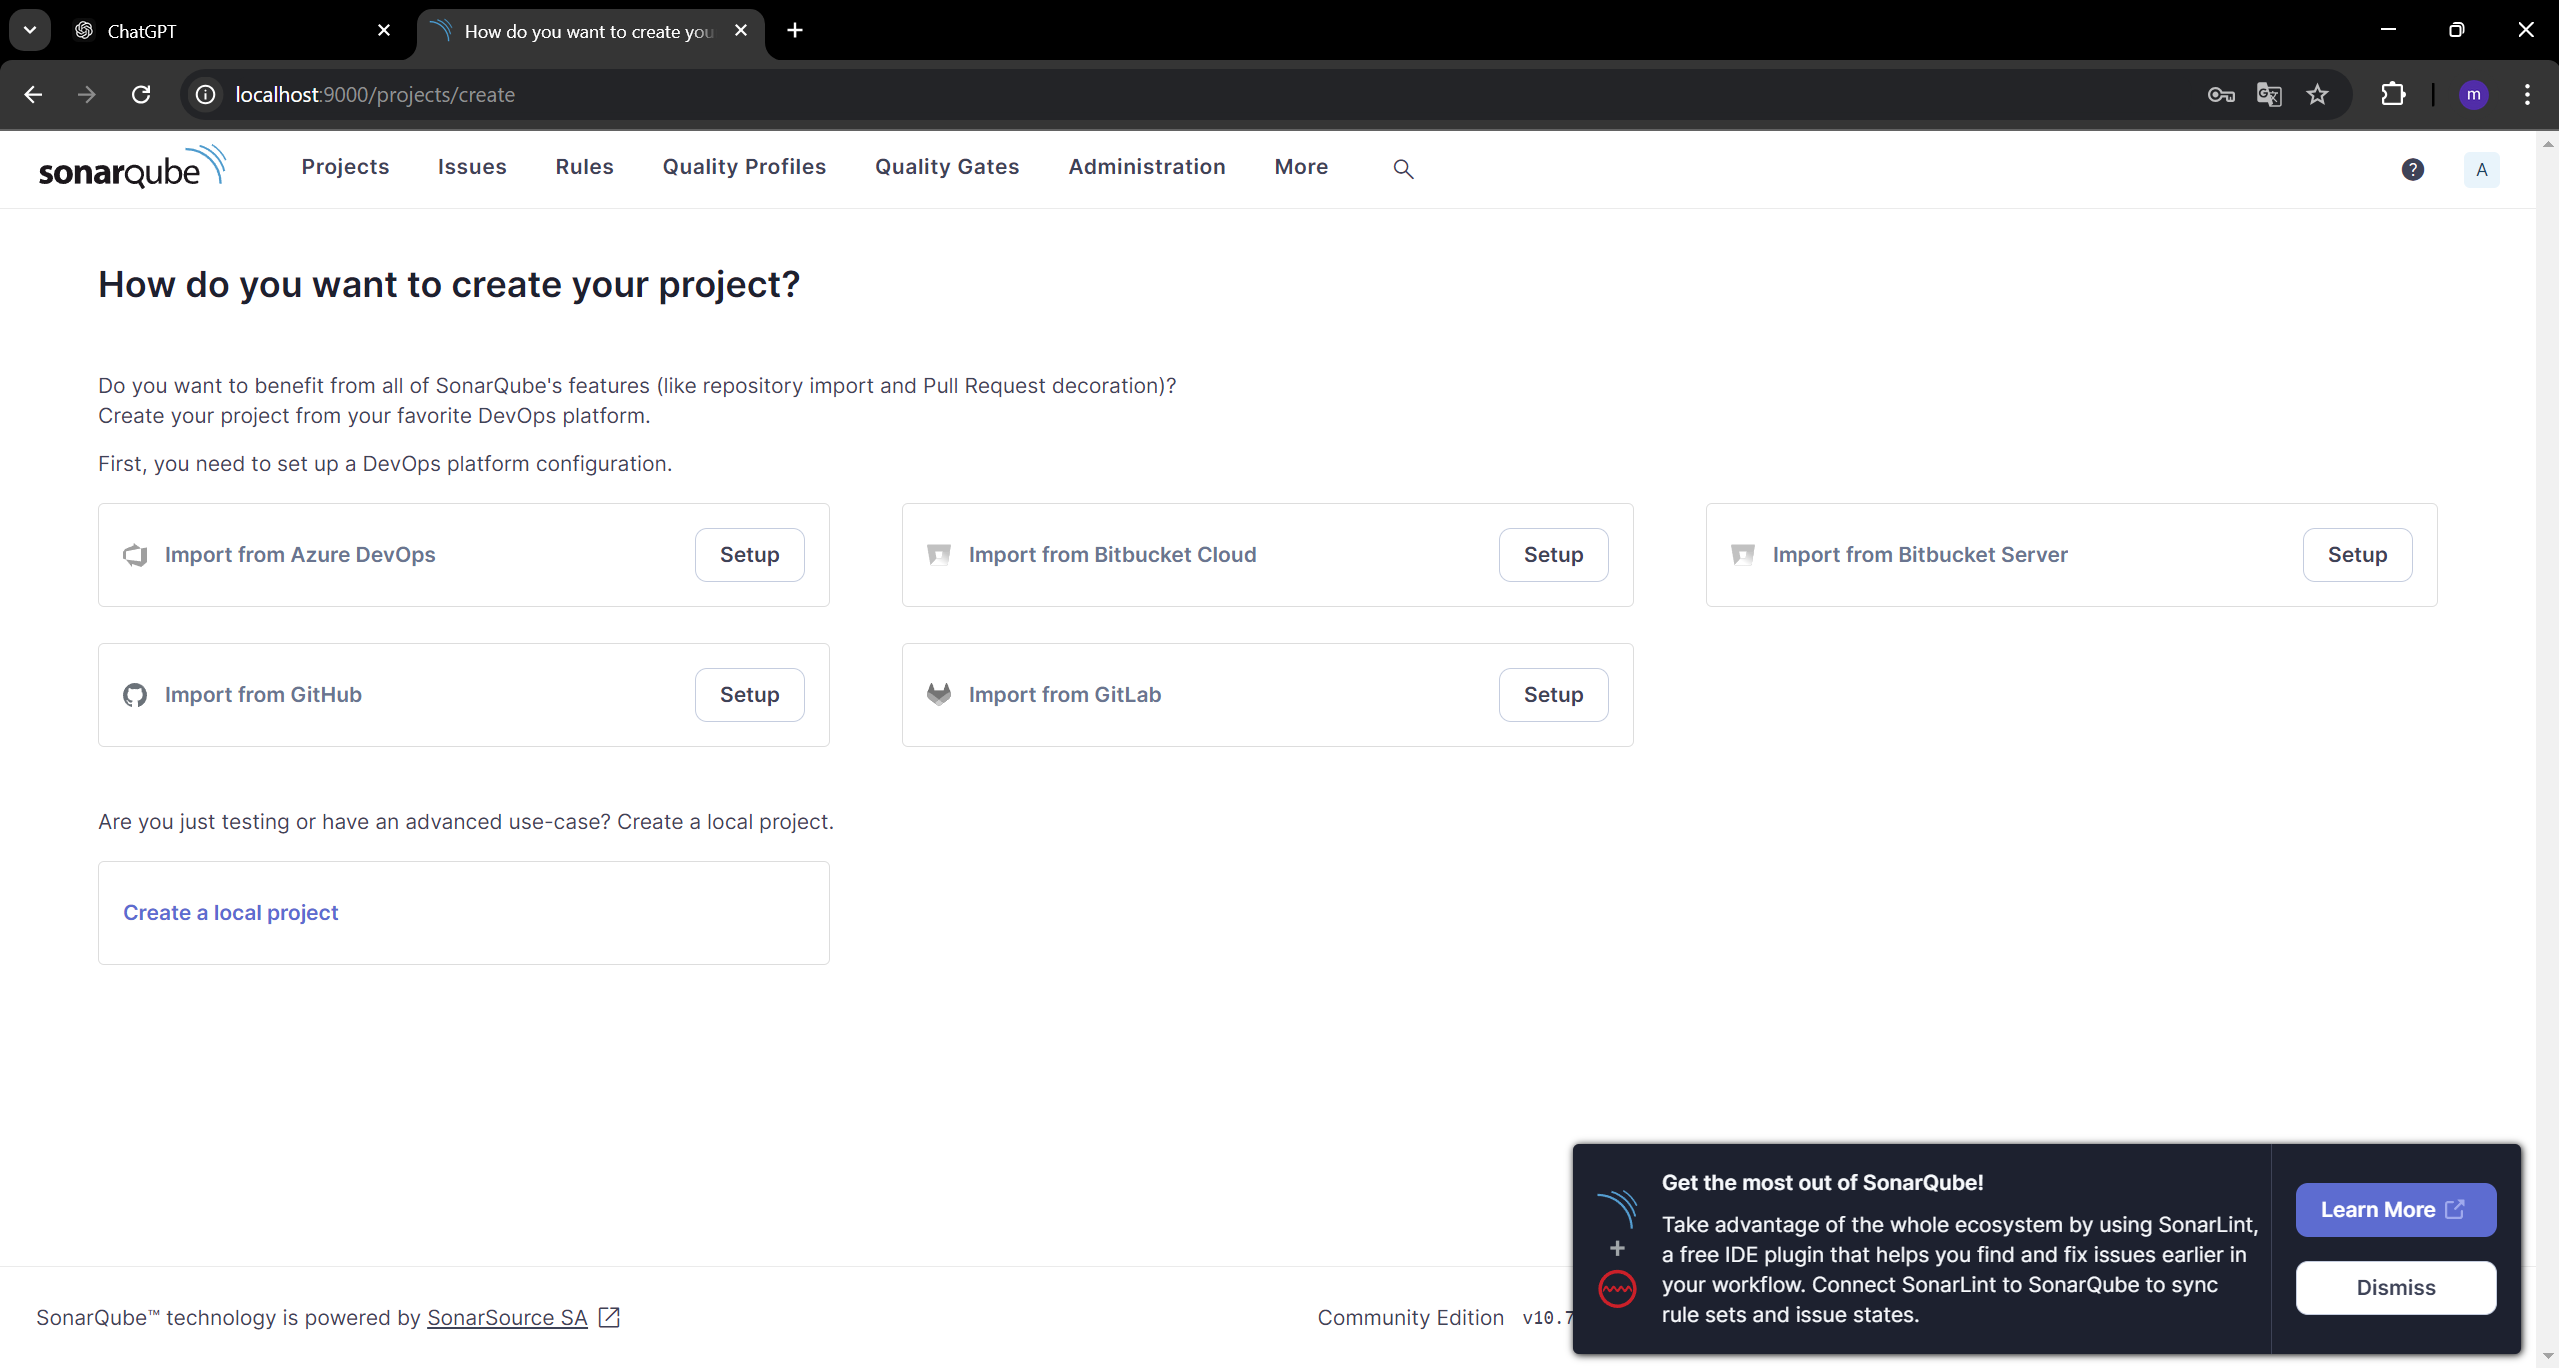 ChatGPT
How do you want to create you
localhost:9000/projects/create
m
sonarqube
Projects
Issues
Rules
Quality Profiles
Quality Gates
Administration
More
?
A
How do you want to create your project?
Do you want to benefit from all of SonarQube's features (like repository import and Pull Request decoration)?
Create your project from your favorite DevOps platform.
First, you need to set up a DevOps platform configuration.
Import from Azure DevOps
Setup
Import from Bitbucket Cloud
Setup
Import from Bitbucket Server
Setup
Import from GitHub
Setup
Import from GitLab
Setup
Are you just testing or have an advanced use-case? Create a local project.
Create a local project
Get the most out of SonarQube!
Take advantage of the whole ecosystem by using SonarLint,
a free IDE plugin that helps you find and fix issues earlier in
your workflow. Connect SonarLint to SonarQube to sync
rule sets and issue states.
Learn More
Dismiss
SonarQube™ technology is powered by SonarSource SA
Community Edition
v10.7